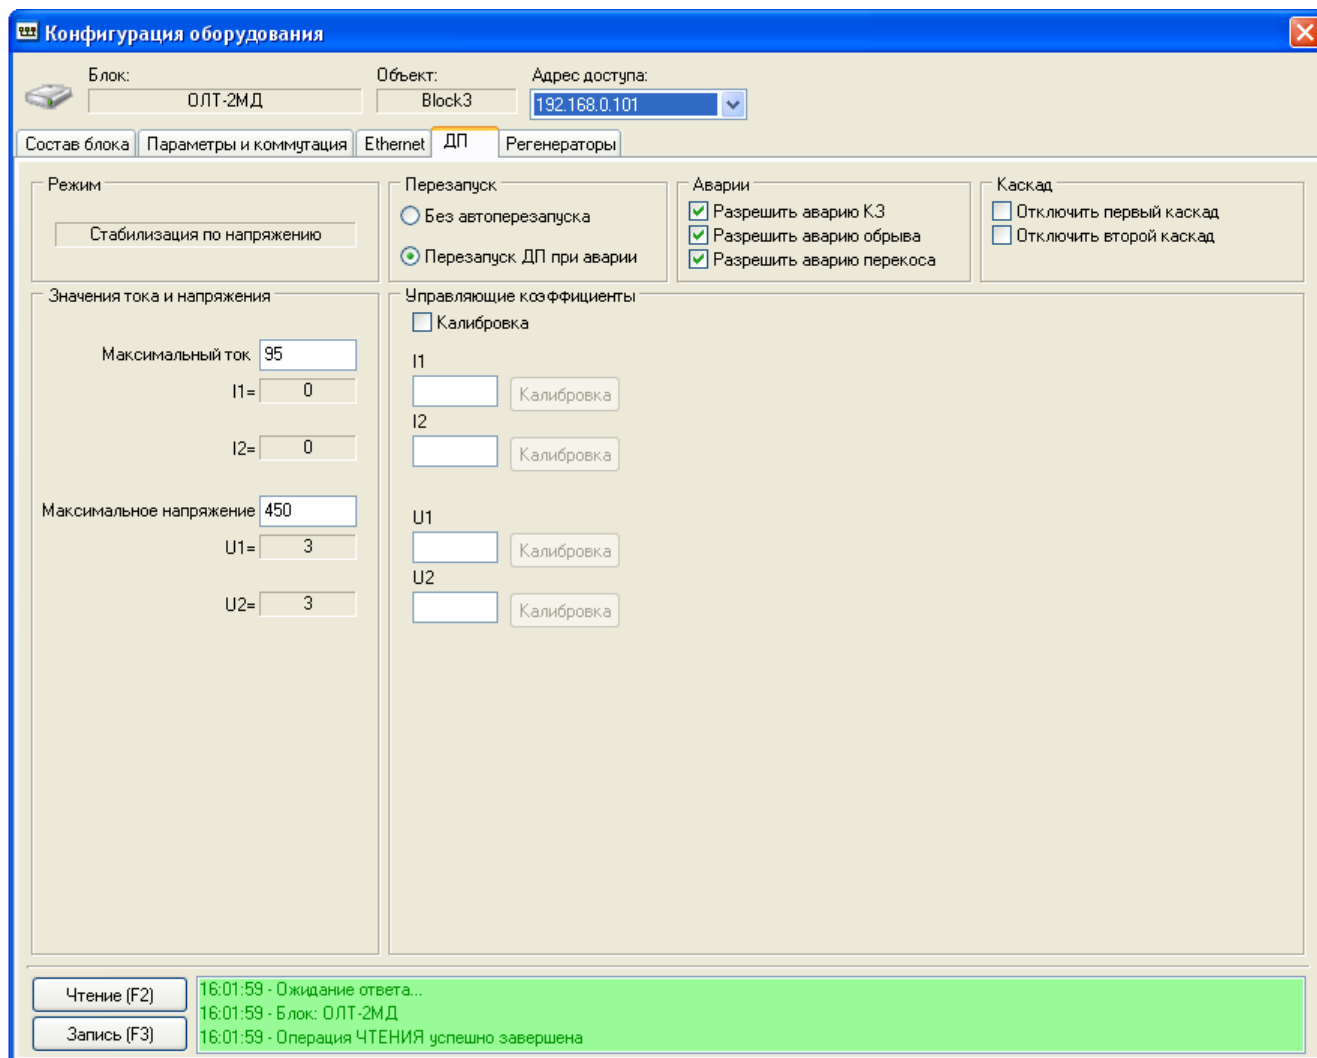 Конфигурация оборудования
Блок: Объект: Адрес доступа:
ОЛТ-2МД Block3 192.168.0.101
Состав блока Параметры и коммутация Ethernet ДП Регенераторы
Режим
Стабилизация по напряжению
Перезапуск
Без автоперезапуска
Перезапуск ДП при аварии
Аварии
Разрешить аварию КЗ
Разрешить аварию обрыва
Разрешить аварию перекоса
Каскад
Отключить первый каскад
Отключить второй каскад
Значения тока и напряжения
Максимальный ток 95
I1= 0
I2= 0
Максимальное напряжение 450
U1= 3
U2= 3
Управляющие коэффициенты
Калибровка
I1
Калибровка
I2
Калибровка
U1
Калибровка
U2
Калибровка
Чтение (F2)
Запись (F3)
16:01:59 - Ожидание ответа...
16:01:59 - Блок: ОЛТ-2МД
16:01:59 - Операция ЧТЕНИЯ успешно завершена